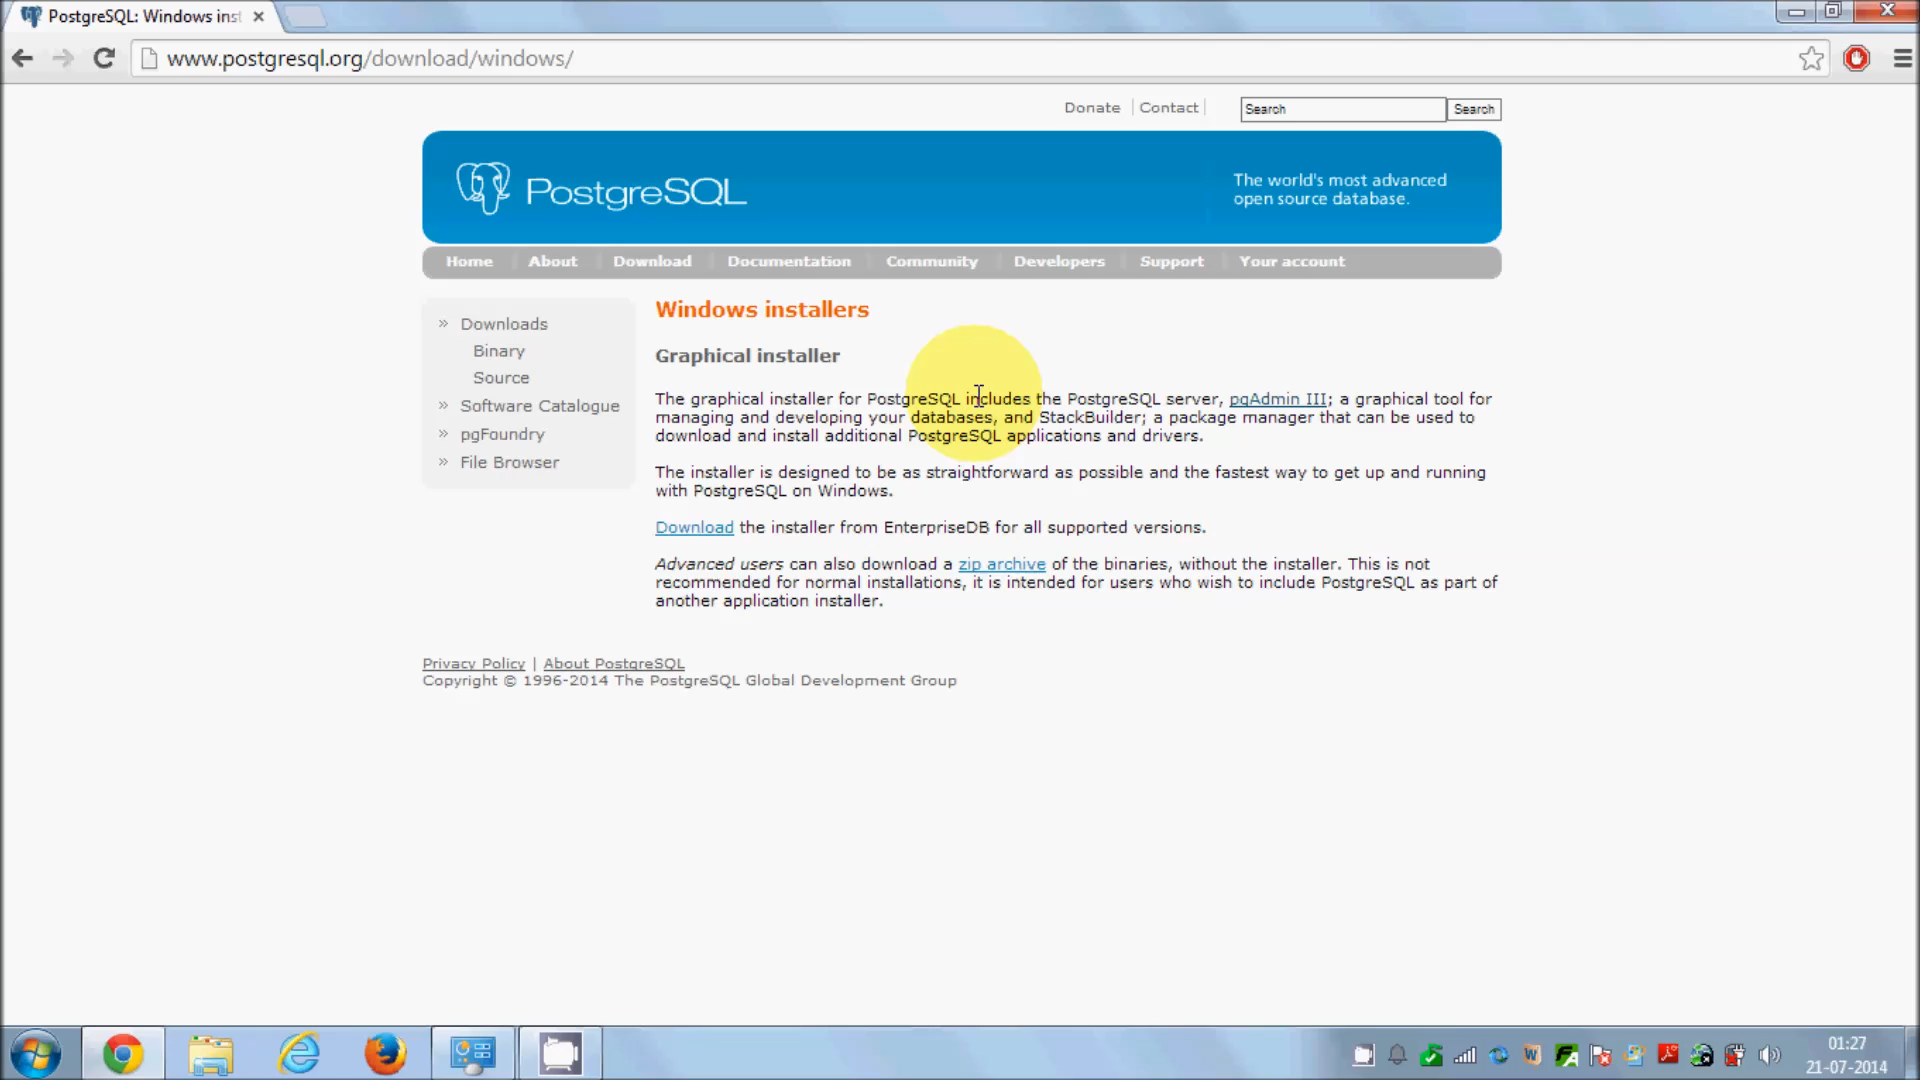 PostgreSQL: Windows inst
www.postgresql.org/download/windows/
Donate | Contact |
Search
Search
PostgreSQL
The world's most advanced
open source database.
Home
About
Download
Documentation
Community
Developers
Support
Your account
» Downloads
Binary
Source
» Software Catalogue
» pgFoundry
» File Browser
Windows installers
Graphical installer
The graphical installer for PostgreSQL includes the PostgreSQL server, pgAdmin III; a graphical tool for
managing and developing your databases, and StackBuilder; a package manager that can be used to
download and install additional PostgreSQL applications and drivers.
The installer is designed to be as straightforward as possible and the fastest way to get up and running
with PostgreSQL on Windows.
Download the installer from EnterpriseDB for all supported versions.
Advanced users can also download a zip archive of the binaries, without the installer. This is not
recommended for normal installations, it is intended for users who wish to include PostgreSQL as part of
another application installer.
Privacy Policy | About PostgreSQL
Copyright © 1996-2014 The PostgreSQL Global Development Group
01:27
21-07-2014